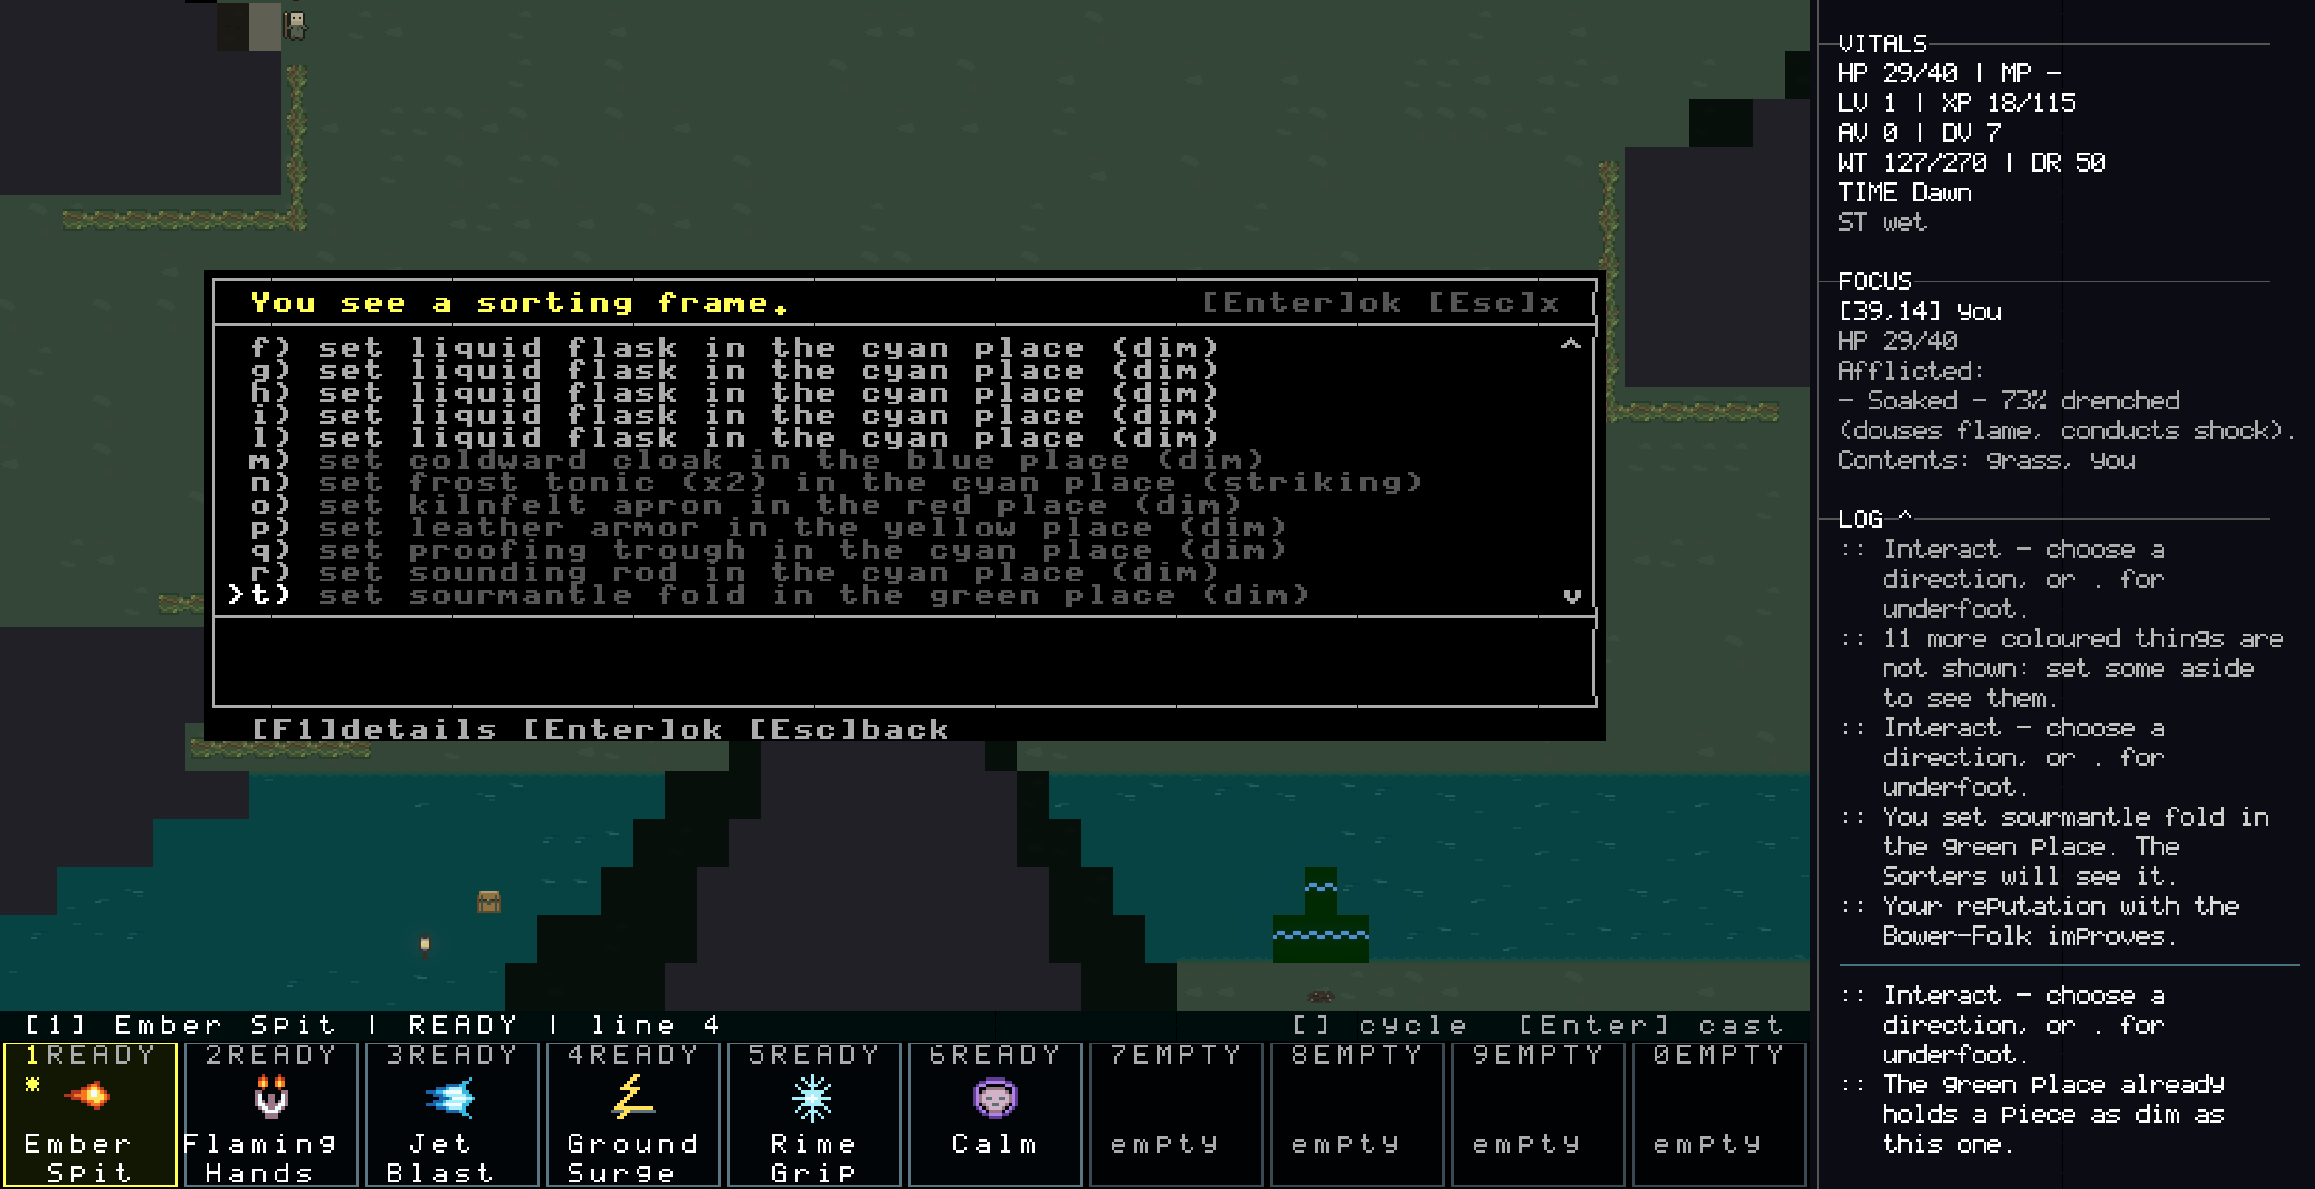 You see a sorting frame. [Enter]ok [Esc]x
f) set liquid flask in the cyan place (dim) ^
g) set liquid flask in the cyan place (dim)
h) set liquid flask in the cyan place (dim)
i) set liquid flask in the cyan place (dim)
l) set liquid flask in the cyan place (dim)
m) set coldward cloak in the blue place (dim)
n) set frost tonic (x2) in the cyan place (striking)
o) set kilnfelt apron in the red place (dim)
p) set leather armor in the yellow place (dim)
q) set proofing trough in the cyan place (dim)
r) set sounding rod in the cyan place (dim)
>t) set sourmantle fold in the green place (dim) v
[F1]details [Enter]ok [Esc]back
[1] Ember Spit | READY | line 4 [] cycle [Enter] cast
1READY 2READY 3READY 4READY 5READY 6READY 7EMPTY 8EMPTY 9EMPTY 0EMPTY
*
Ember Flaming Jet Ground Rime Calm empty empty empty empty
Spit Hands Blast Surge Grip
VITALS
HP 29/40 | MP -
LV 1 | XP 18/115
AV 0 | DV 7
WT 127/270 | DR 50
TIME Dawn
ST wet
FOCUS
[39,14] you
HP 29/40
Afflicted:
- Soaked - 73% drenched
(douses flame, conducts shock).
Contents: grass, you
LOG ^
:: Interact - choose a
direction, or . for
underfoot.
:: 11 more coloured things are
not shown: set some aside
to see them.
:: Interact - choose a
direction, or . for
underfoot.
:: You set sourmantle fold in
the green place. The
Sorters will see it.
:: Your reputation with the
Bower-Folk improves.
:: Interact - choose a
direction, or . for
underfoot.
:: The green place already
holds a piece as dim as
this one.